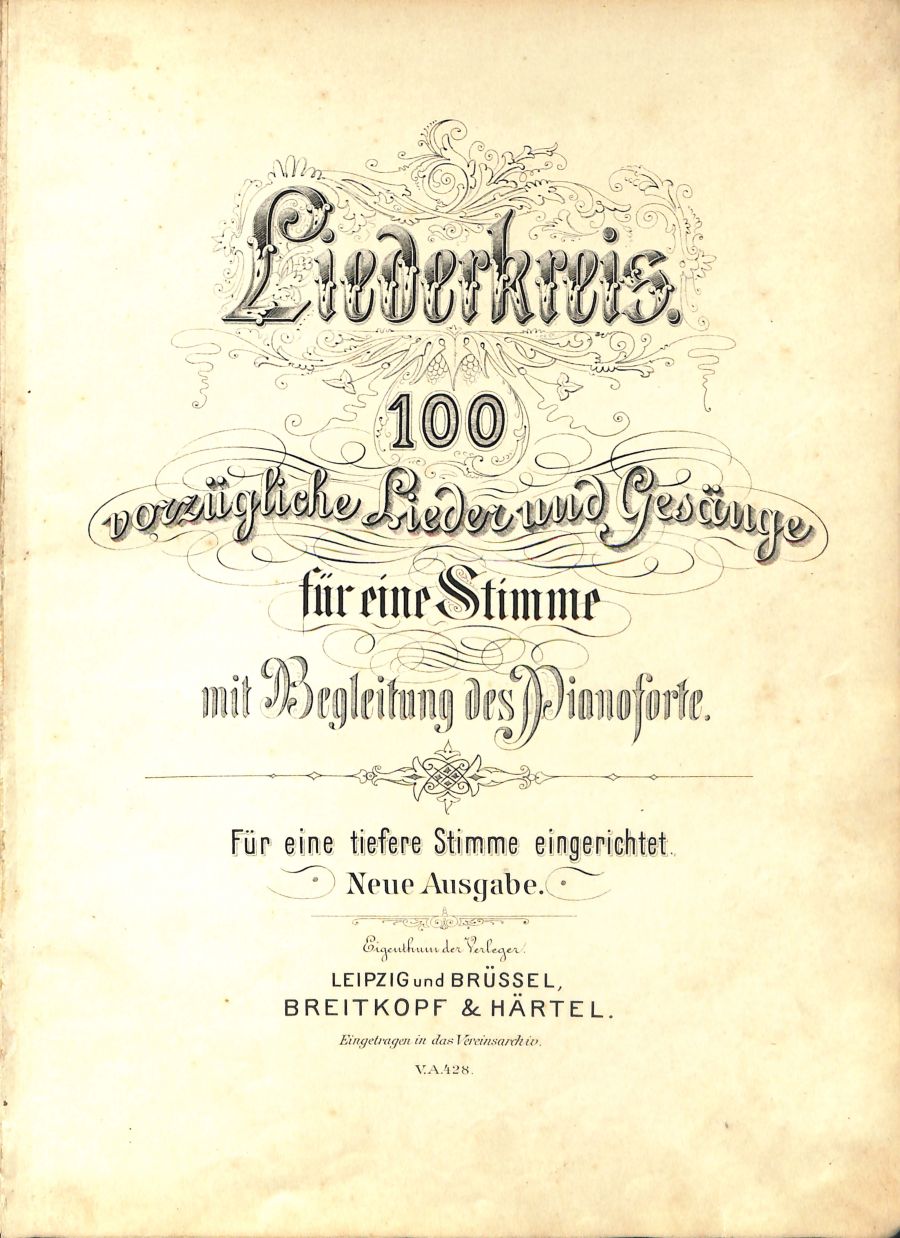 Liederkreis.
100
vorzügliche Lieder und Gesänge
für eine Stimme
mit Begleitung des Pianoforte.
Für eine tiefere Stimme eingerichtet.
Neue Ausgabe.
Eigenthum der Verleger.
LEIPZIG und BRÜSSEL,
BREITKOPF & HÄRTEL.
Eingetragen in das Vereinsarchiv.
V.A.428.